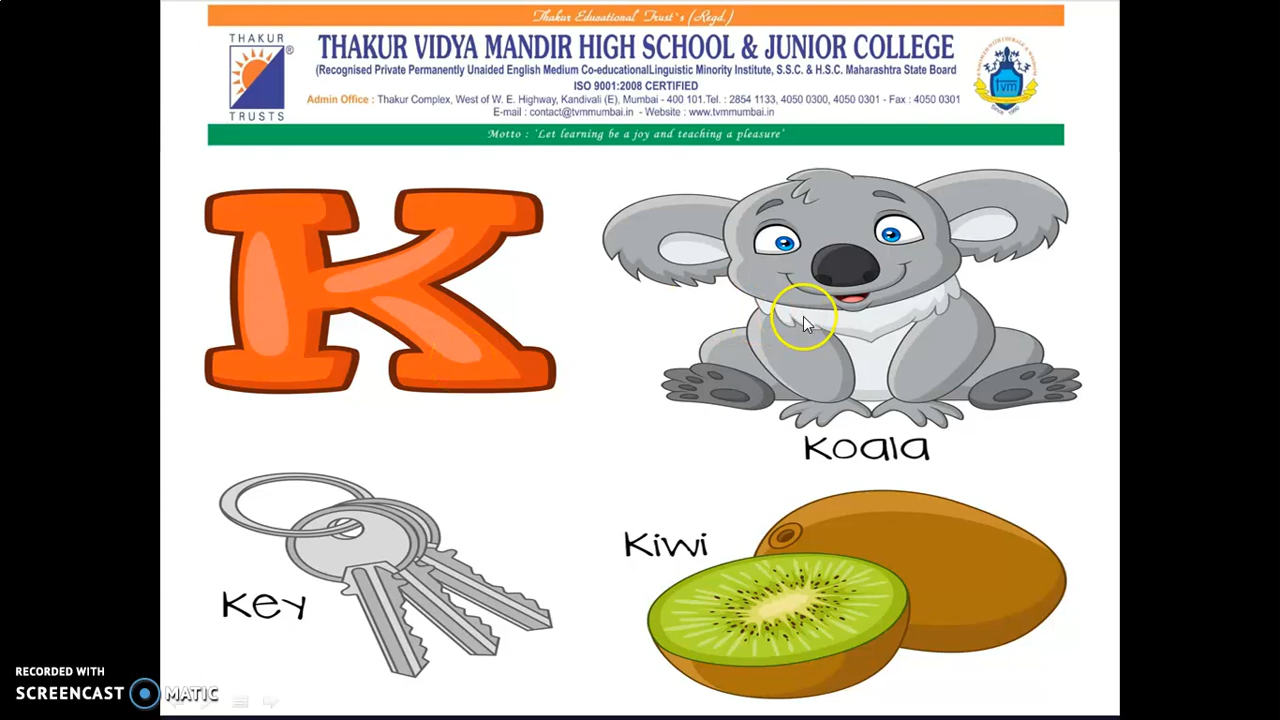 Thakur Educational Trust's (Regd.)
THAKUR
TRUSTS
THAKUR VIDYA MANDIR HIGH SCHOOL & JUNIOR COLLEGE
(Recognised Private Permanently Unaided English Medium Co-educationalLinguistic Minority Institute, S.S.C. & H.S.C. Maharashtra State Board
ISO 9001:2008 CERTIFIED
Admin Office : Thakur Complex, West of W. E. Highway, Kandivali (E), Mumbai - 400 101.Tel. : 2854 1133, 4050 0300, 4050 0301 - Fax : 4050 0301
E-mail : contact@tvmmumbai.in - Website : www.tvmmumbai.in
tvm
Motto : 'Let learning be a joy and teaching a pleasure'
K
Koala
Key
Kiwi
RECORDED WITH
SCREENCAST MATIC